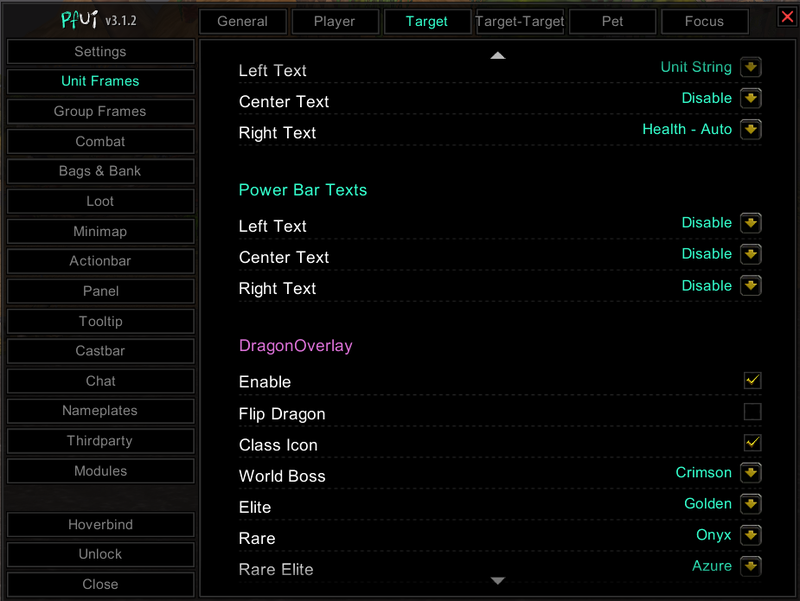 pfUi v3.1.2
General Player Target Target-Target Pet Focus
Settings
Unit Frames
Group Frames
Combat
Bags & Bank
Loot
Minimap
Actionbar
Panel
Tooltip
Castbar
Chat
Nameplates
Thirdparty
Modules
Hoverbind
Unlock
Close
Left Text Unit String
Center Text Disable
Right Text Health - Auto
Power Bar Texts
Left Text Disable
Center Text Disable
Right Text Disable
DragonOverlay
Enable
Flip Dragon
Class Icon
World Boss Crimson
Elite Golden
Rare Onyx
Rare Elite Azure